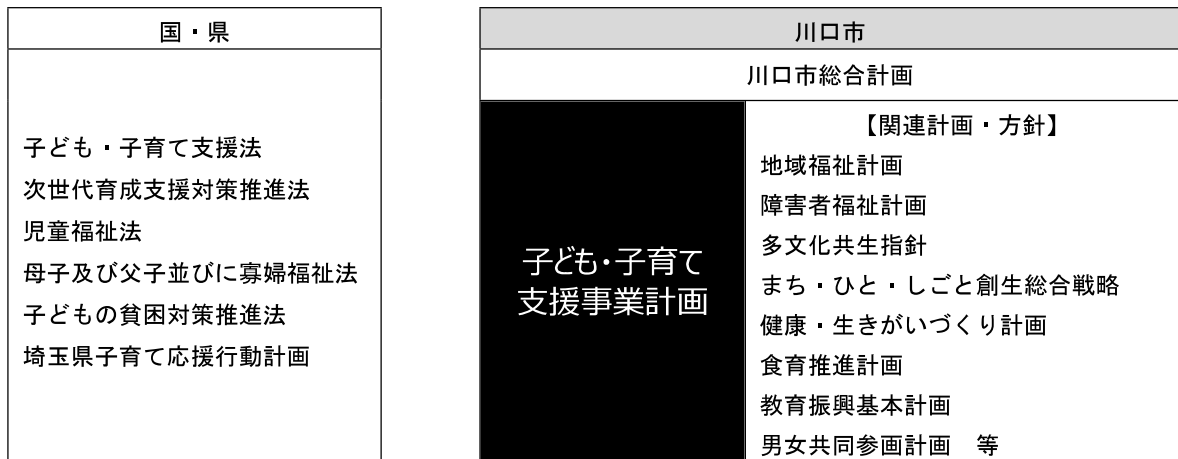 国・県
子ども・子育て支援法
次世代育成支援対策推進法
児童福祉法
母子及び父子並びに寡婦福祉法
子どもの貧困対策推進法
埼玉県子育て応援行動計画
川口市
川口市総合計画
子ども・子育て
支援事業計画
【関連計画・方針】
地域福祉計画
障害者福祉計画
多文化共生指針
まち・ひと・しごと創生総合戦略
健康・生きがいづくり計画
食育推進計画
教育振興基本計画
男女共同参画計画　等